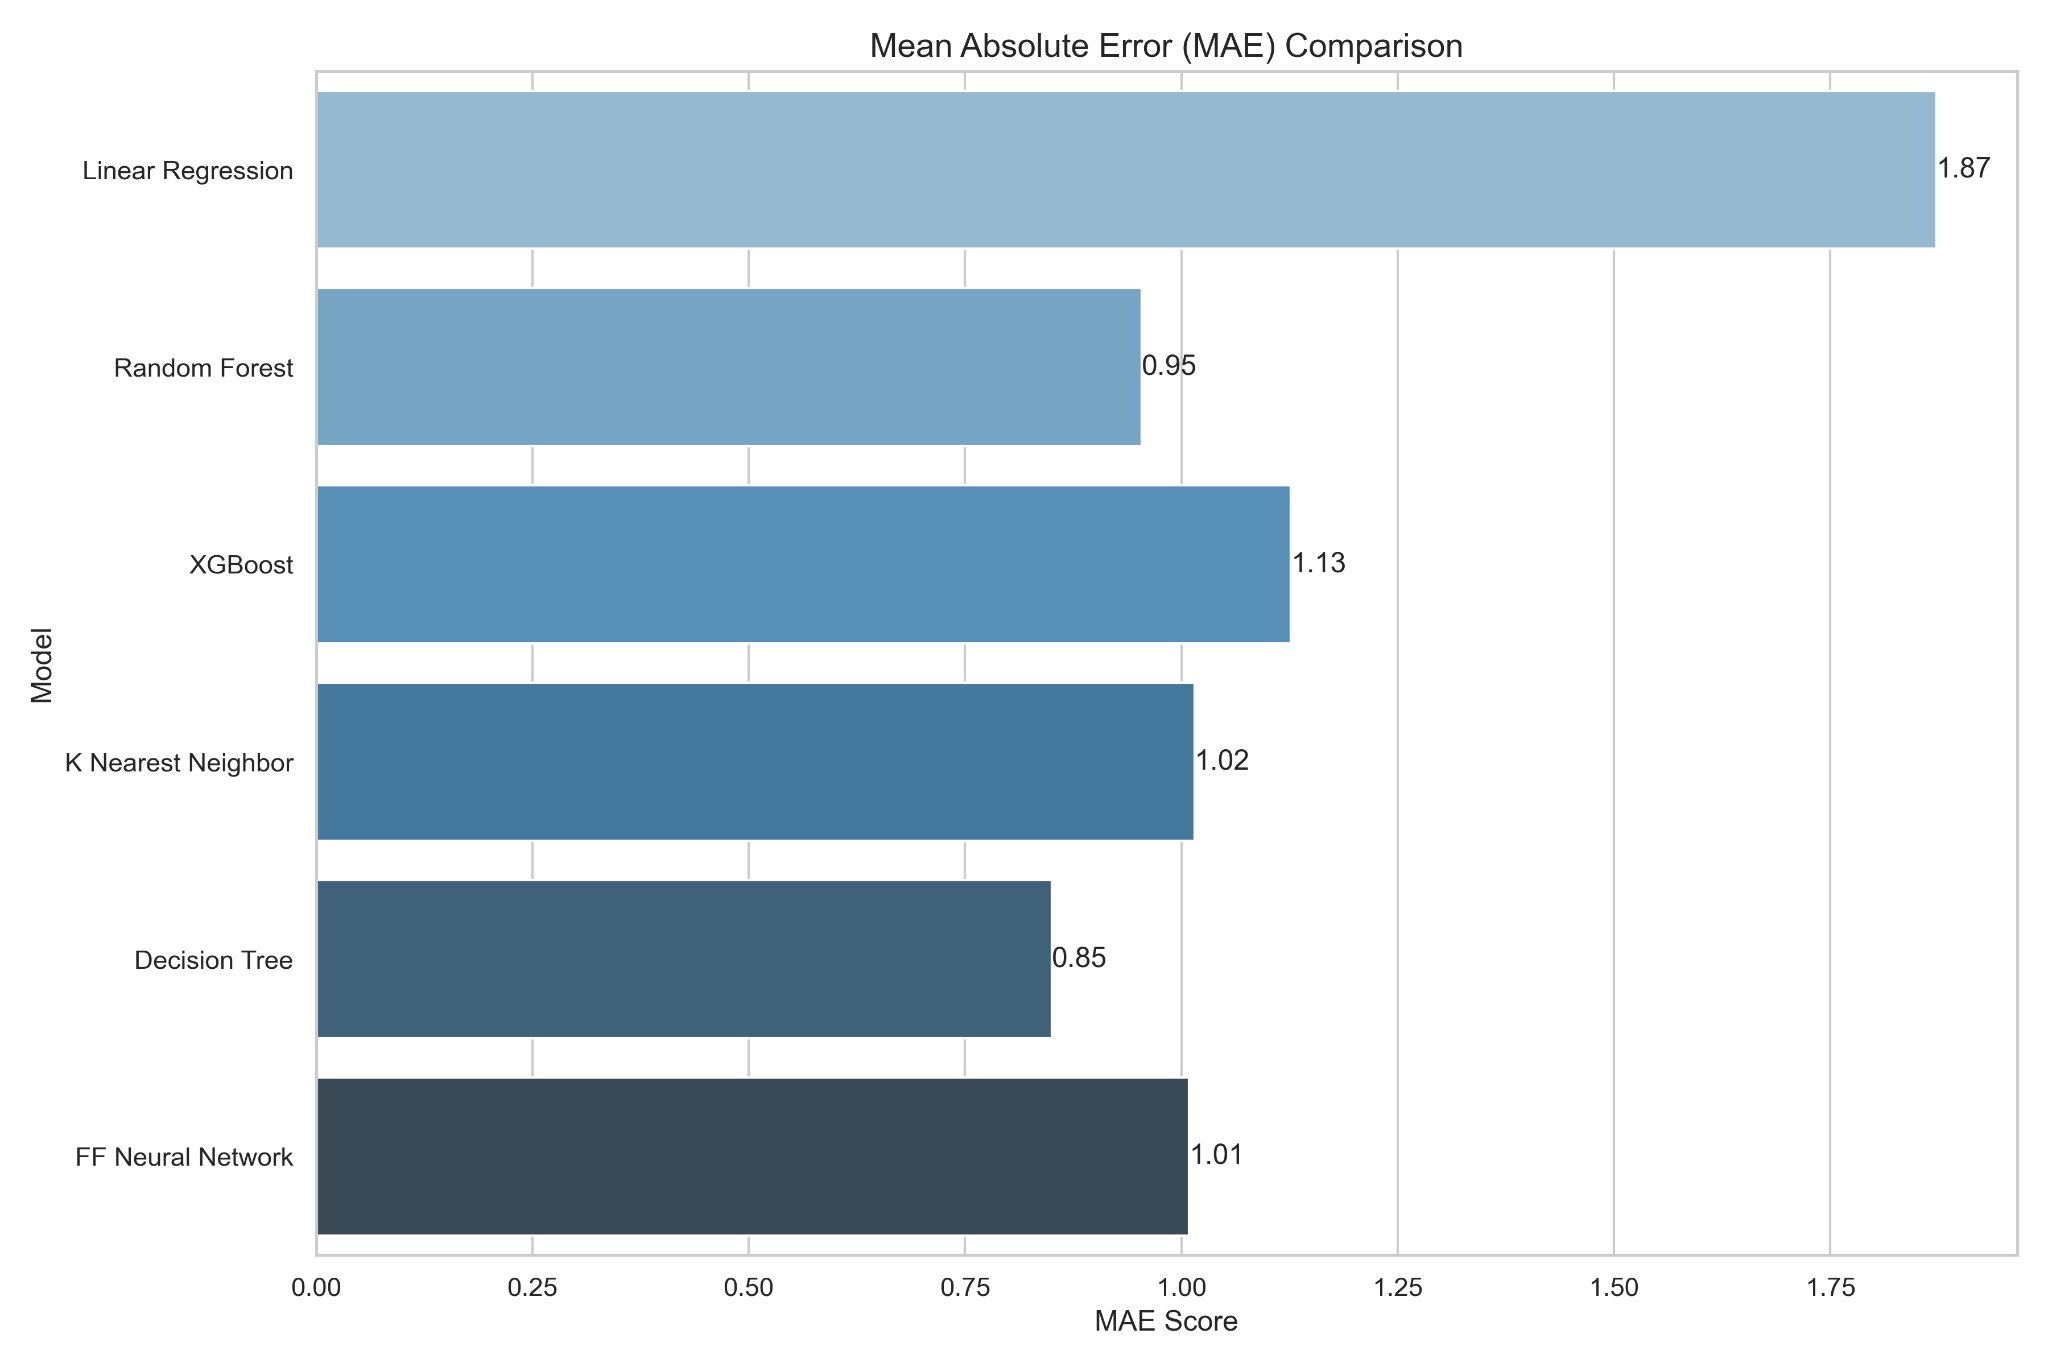 Mean Absolute Error (MAE) Comparison
Linear Regression
1.87
Random Forest
0.95
XGBoost
1.13
Model
K Nearest Neighbor
1.02
Decision Tree
0.85
FF Neural Network
1.01
0.00 0.25 0.50 0.75 1.00 1.25 1.50 1.75
MAE Score